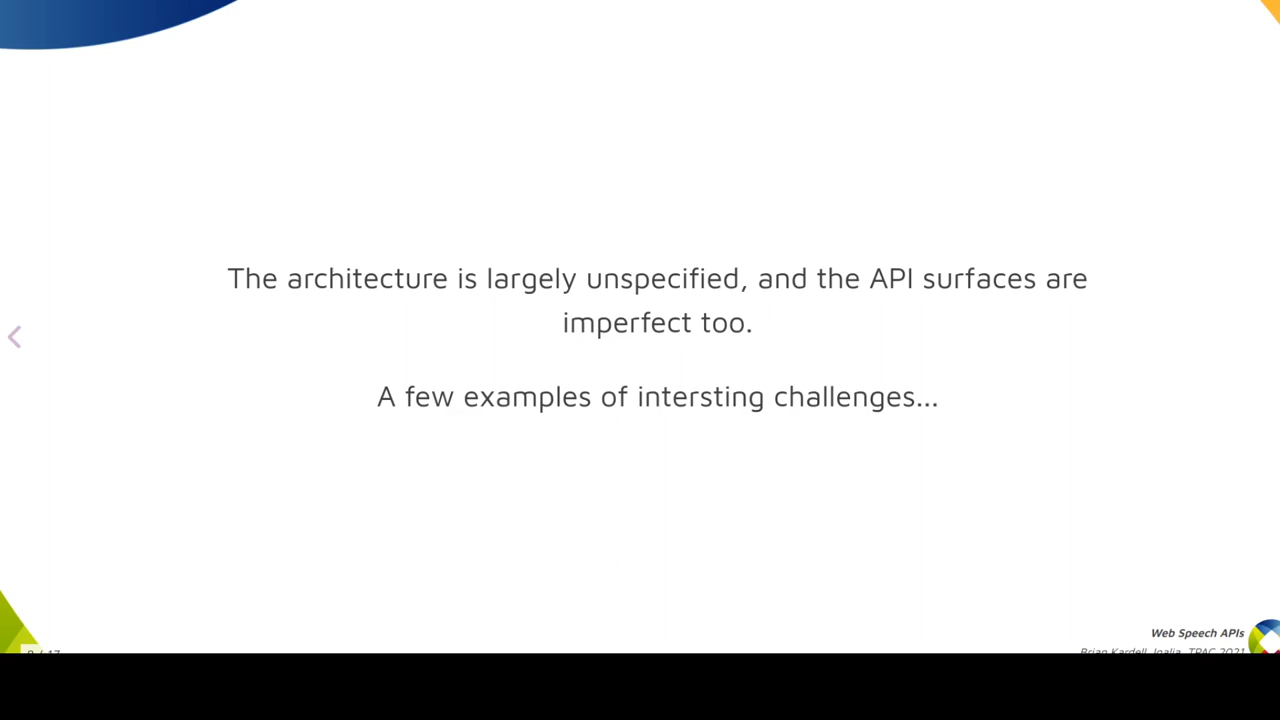 The architecture is largely unspecified, and the API surfaces are
imperfect too.
A few examples of intersting challenges...
Web Speech APIs
Brian Kardell, Igalia, TPAC 2021